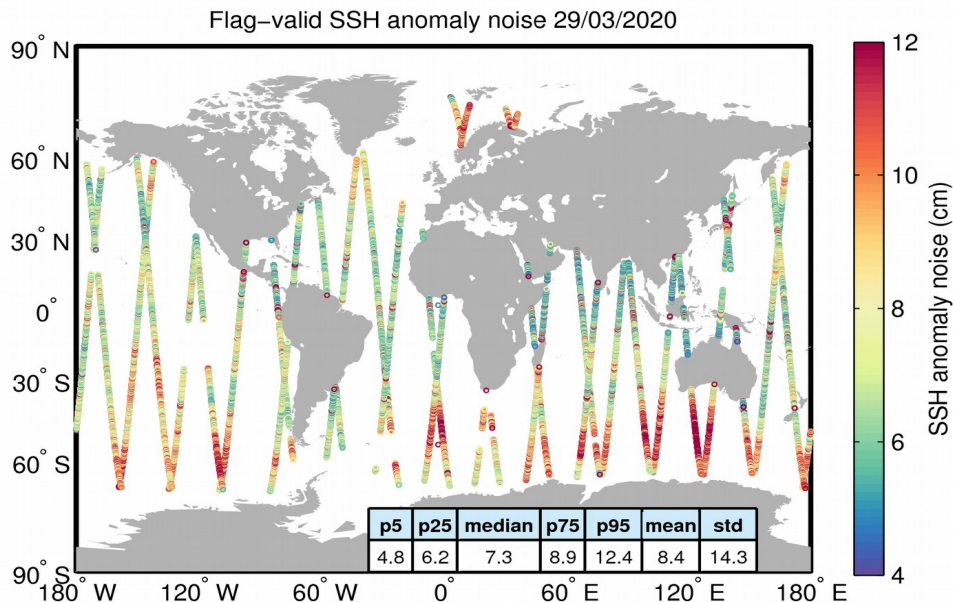 Flag−valid SSH anomaly noise 29/03/2020
90° N
60° N
30° N
0°
30° S
60° S
90° S
180° W
120° W
60° W
0°
60° E
120° E
180° E
12
10
8
6
4
SSH anomaly noise (cm)
p5 p25 median p75 p95 mean std
4.8 6.2 7.3 8.9 12.4 8.4 14.3